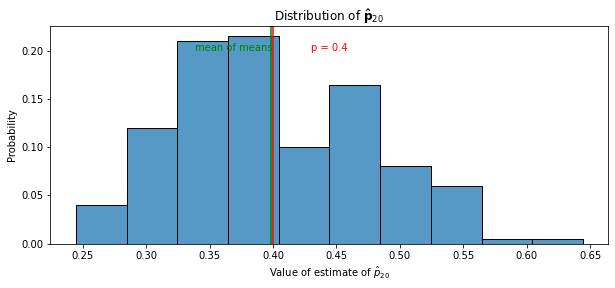 Distribution of p̂₂₀
mean of means
p = 0.4
Probability
0.20
0.15
0.10
0.05
0.00
0.25 0.30 0.35 0.40 0.45 0.50 0.55 0.60 0.65
Value of estimate of p̂₂₀